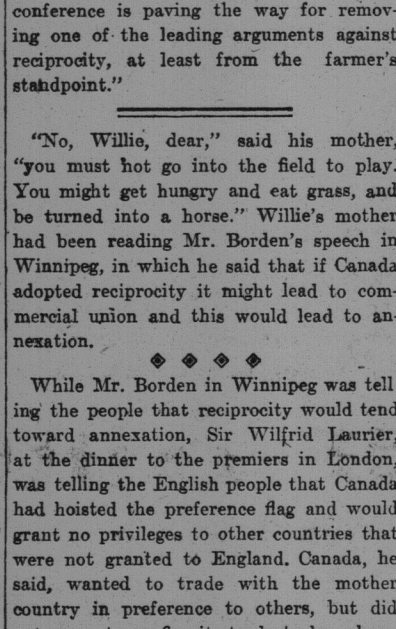 conference is paving the way for remov-
ing one of the leading arguments against
reciprocity, at least from the farmer's
standpoint."
"No, Willie, dear," said his mother,
"you must not go into the field to play.
You might get hungry and eat grass, and
be turned into a horse." Willie's mother
had been reading Mr. Borden's speech in
Winnipeg, in which he said that if Canada
adopted reciprocity it might lead to com-
mercial union and this would lead to an-
nexation.
While Mr. Borden in Winnipeg was tell
ing the people that reciprocity would tend
toward annexation, Sir Wilfrid Laurier,
at the dinner to the premiers in London,
was telling the English people that Canada
had hoisted the preference flag and would
grant no privileges to other countries that
were not granted to England. Canada, he
said, wanted to trade with the mother
country in preference to others, but did